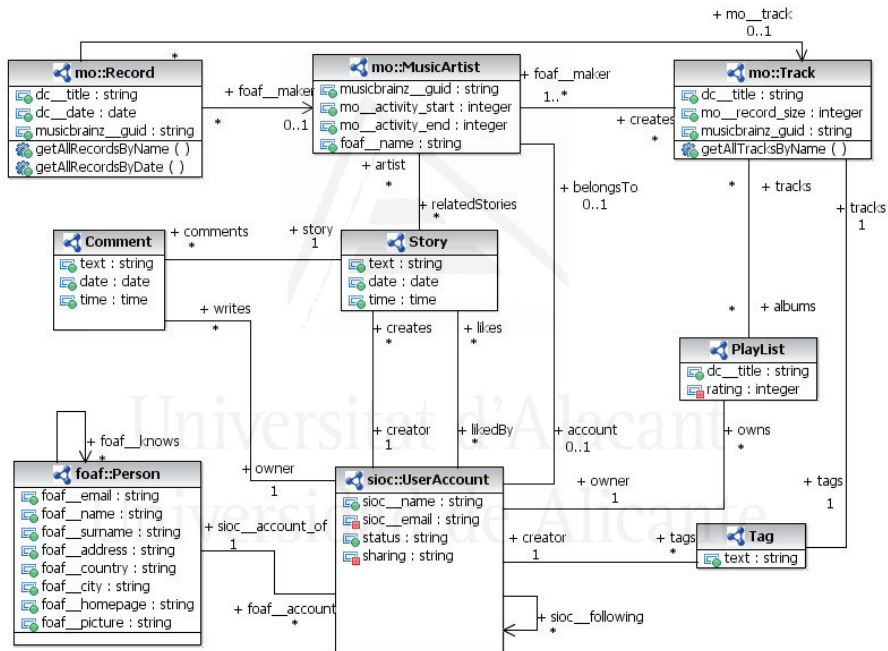 + mo__track
0..1
*
mo::Record
dc__title : string
dc__date : date
musicbrainz__guid : string
getAllRecordsByName ( )
getAllRecordsByDate ( )
+ foaf__maker
*
0..1
mo::MusicArtist
musicbrainz__guid : string
mo__activity_start : integer
mo__activity_end : integer
foaf__name : string
+ foaf__maker
1..*
+ creates
*
mo::Track
dc__title : string
mo__record_size : integer
musicbrainz_guid : string
getAllTracksByName ( )
+ artist
*
+ relatedStories
*
+ belongsTo
0..1
*
+ tracks
+ tracks
1
Comment
text : string
date : date
time : time
+ comments
*
+ story
1
Story
text : string
date : date
time : time
+ writes
*
+ creates
*
+ likes
*
*
+ albums
PlayList
dc__title : string
rating : integer
Universitat d'Alacant
Universidad de Alicante
+ foaf__knows
*
+ creator
1
+ likedBy
*
+ account
0..1
+ owns
*
foaf::Person
foaf__email : string
foaf__name : string
foaf__surname : string
foaf__address : string
foaf__country : string
foaf__city : string
foaf__homepage : string
foaf__picture : string
+ owner
1
+ sioc__account_of
1
+ foaf__account
*
sioc::UserAccount
sioc__name : string
sioc__email : string
status : string
sharing : string
+ owner
1
+ tags
1
+ creator
1
+ tags
*
Tag
text : string
+ sioc__following
*